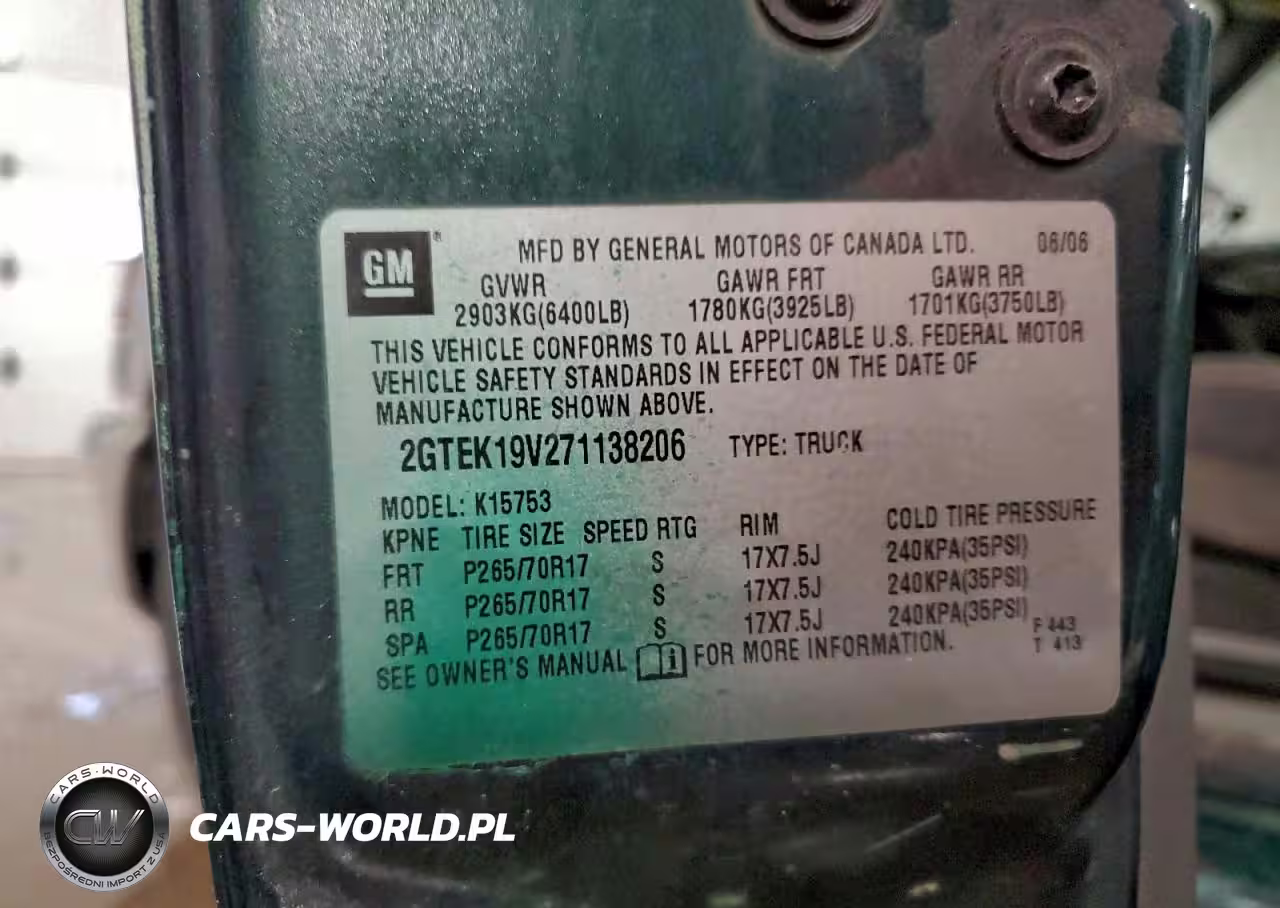 GM® MFD BY GENERAL MOTORS OF CANADA LTD. 06/06
GVWR GAWR FRT GAWR RR
2903KG(6400LB) 1780KG(3925LB) 1701KG(3750LB)
THIS VEHICLE CONFORMS TO ALL APPLICABLE U.S. FEDERAL MOTOR
VEHICLE SAFETY STANDARDS IN EFFECT ON THE DATE OF
MANUFACTURE SHOWN ABOVE.
2GTEK19V271138206 TYPE: TRUCK
MODEL: K15753
KPNE TIRE SIZE SPEED RTG RIM COLD TIRE PRESSURE
FRT P265/70R17 S 17X7.5J 240KPA(35PSI)
RR P265/70R17 S 17X7.5J 240KPA(35PSI)
SPA P265/70R17 S 17X7.5J 240KPA(35PSI)
SEE OWNER'S MANUAL FOR MORE INFORMATION.
F 443
T 413
CARS-WORLD
CW
BEZPOŚREDNI IMPORT Z USA
CARS-WORLD.PL